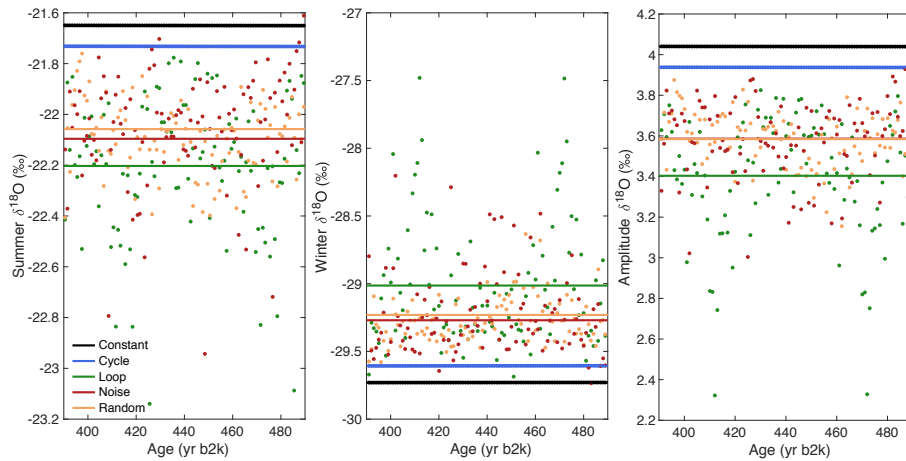 -21.6
-21.8
-22
-22.2
-22.4
-22.6
-22.8
-23
-23.2
Summer δ18O (‰)
Constant
Cycle
Loop
Noise
Random
400 420 440 460 480
Age (yr b2k)
-27
-27.5
-28
-28.5
-29
-29.5
-30
Winter δ18O (‰)
400 420 440 460 480
Age (yr b2k)
4.2
4
3.8
3.6
3.4
3.2
3
2.8
2.6
2.4
2.2
Amplitude δ18O (‰)
400 420 440 460 480
Age (yr b2k)